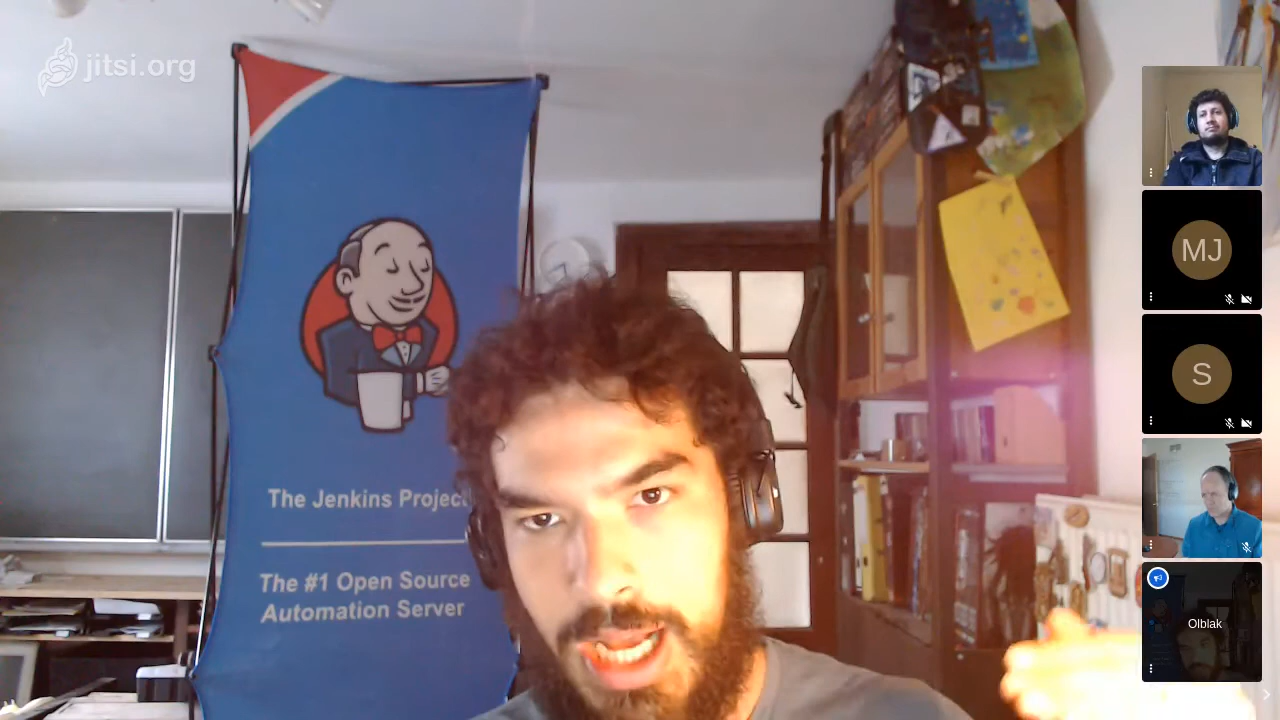 jitsi.org
The Jenkins Project
The #1 Open Source
Automation Server
MJ
S
Olblak